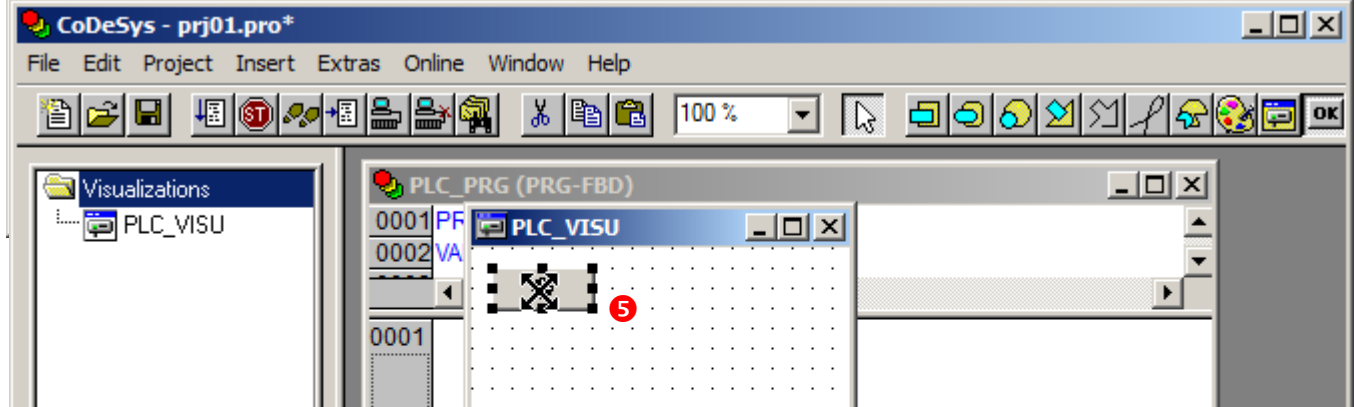 CoDeSys - prj01.pro*
File Edit Project Insert Extras Online Window Help
ST 100 % OK
Visualizations
PLC_PRG (PRG-FBD)
PLC_VISU
0001 PR
PLC_VISU
0002 VA
5
0001